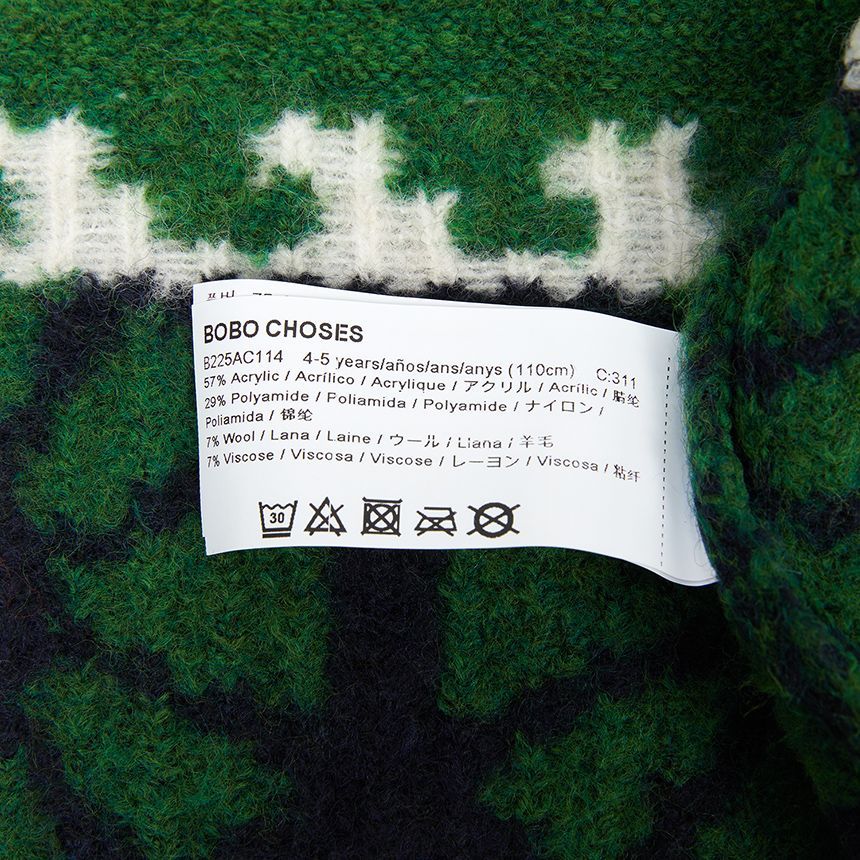 BOBO CHOSES
B225AC114 4-5 years/años/ans/anys (110cm) C:311
57% Acrylic / Acrílico / Acrylique / アクリル / Acrílic / 腈纶
29% Polyamide / Foliamida / Polyamide / ナイロン /
Poliamida / 锦纶
7% Wool / Lana / Laine / ウール / Liana / 羊毛
7% Viscose / Viscosa / Viscose / レーヨン / Viscosa / 粘纤
30